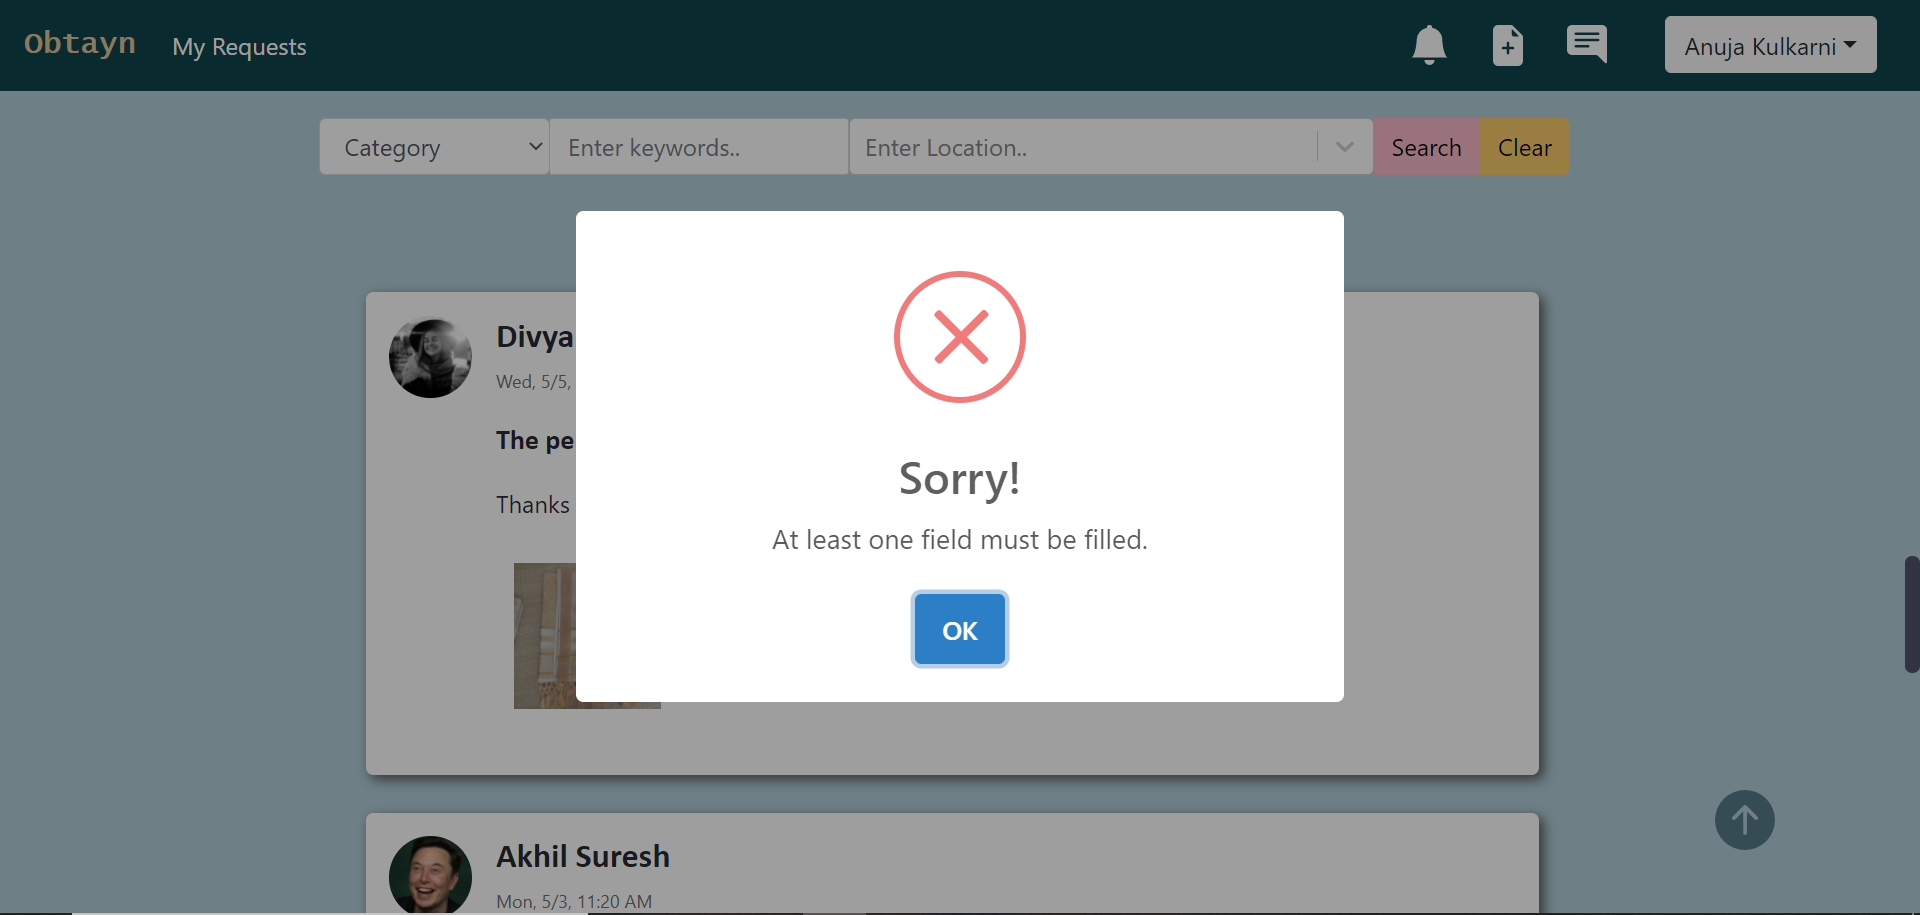 Obtayn
My Requests
Anuja Kulkarni
Category
Enter keywords..
Enter Location..
Search
Clear
Divya
Wed, 5/5,
The pe
Thanks
Sorry!
At least one field must be filled.
OK
Akhil Suresh
Mon, 5/3, 11:20 AM